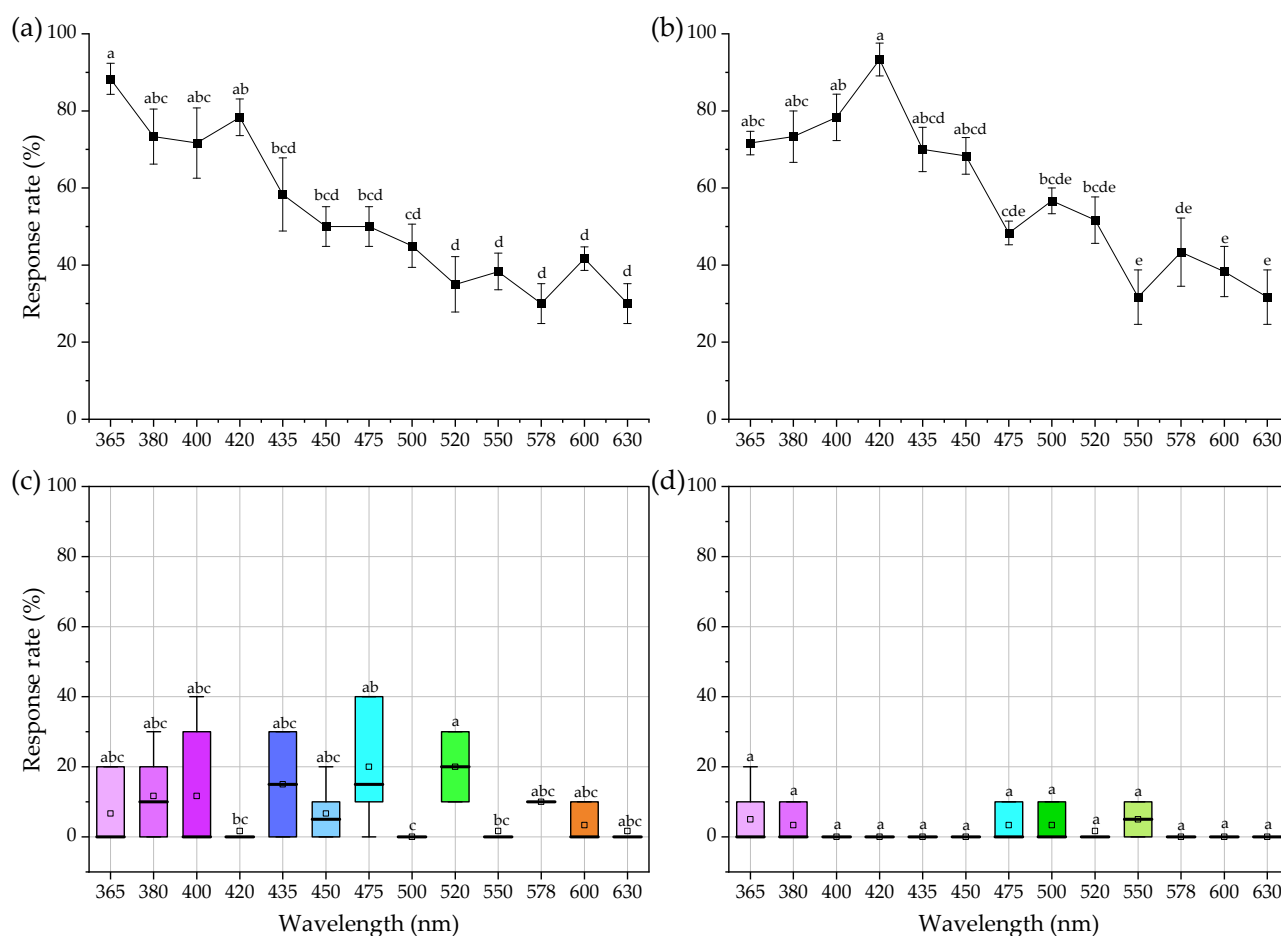 (a)
Response rate (%)
100
80
60
40
20
0
a
abc
abc
ab
bcd
bcd
bcd
cd
d
d
d
d
d
365 380 400 420 435 450 475 500 520 550 578 600 630
(b)
100
80
60
40
20
0
abc
abc
ab
a
abcd
abcd
cde
bcde
bcde
e
de
e
e
365 380 400 420 435 450 475 500 520 550 578 600 630
(c)
Response rate (%)
100
80
60
40
20
0
abc
abc
abc
bc
abc
abc
ab
c
a
bc
abc
abc
abc
365 380 400 420 435 450 475 500 520 550 578 600 630
Wavelength (nm)
(d)
100
80
60
40
20
0
a
a
a
a
a
a
a
a
a
a
a
a
a
365 380 400 420 435 450 475 500 520 550 578 600 630
Wavelength (nm)